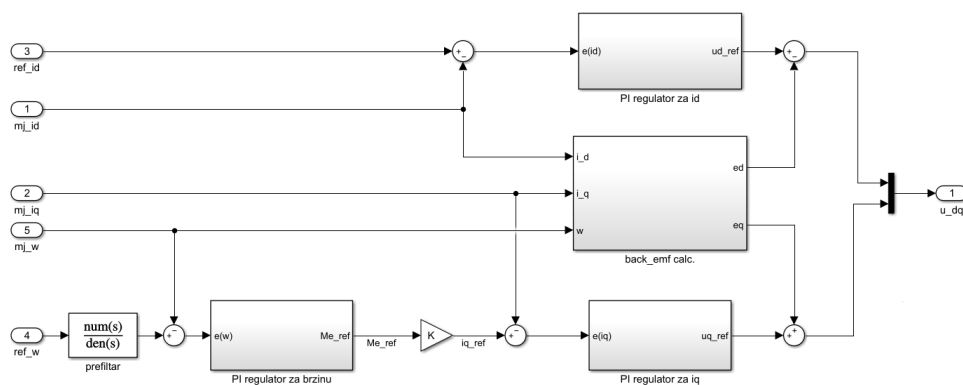 3
ref_id
e(id)
ud_ref
PI regulator za id
1
mj_id
i_d
i_q
w
ed
eq
back_emf calc.
2
mj_iq
5
mj_w
1
u_dq
4
ref_w
num(s)
den(s)
prefiltar
e(w)
Me_ref
PI regulator za brzinu
Me_ref
K
iq_ref
e(iq)
uq_ref
PI regulator za iq